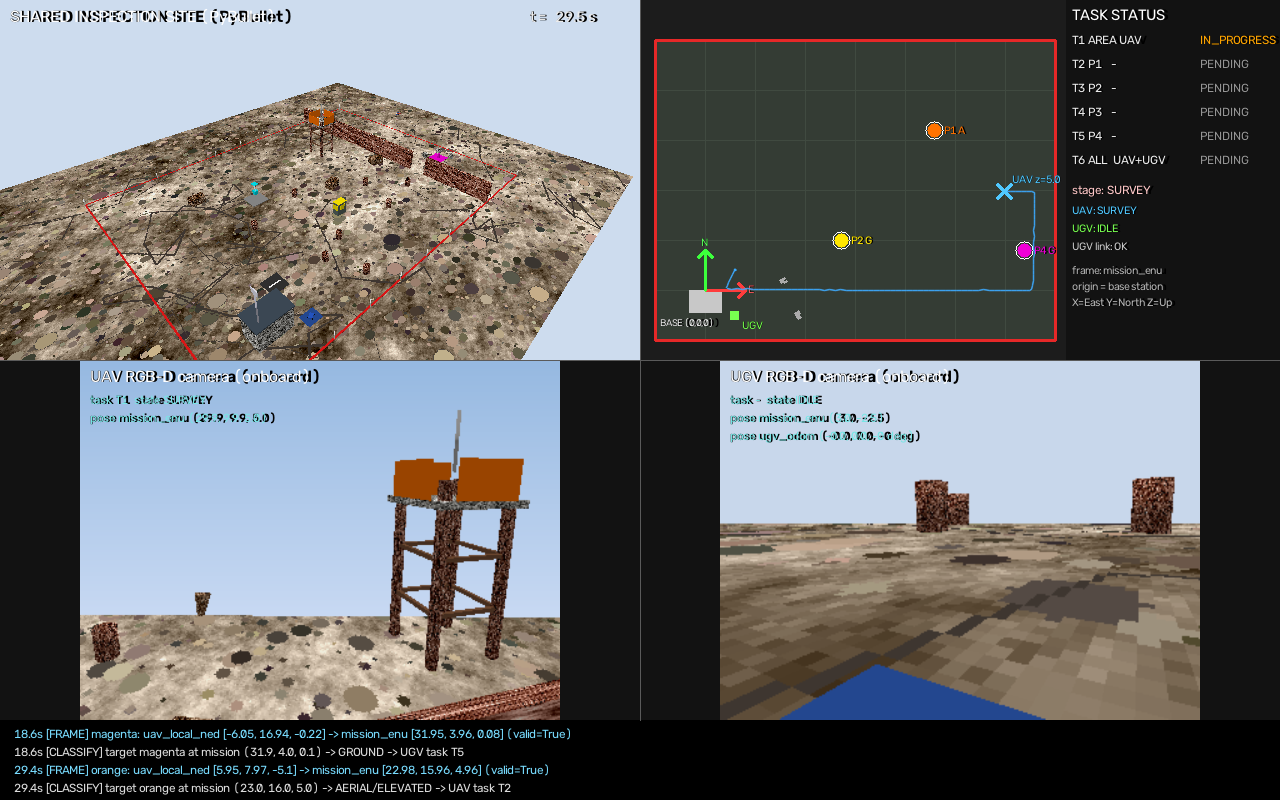 SHARED INSPECTION SITE (PyBullet)
t= 29.5 s
P1 A
UAV z=5.0
P2 G
P4 G
N
E
BASE (0,0,0)
UGV
TASK STATUS
T1 AREA UAV IN_PROGRESS
T2 P1 - PENDING
T3 P2 - PENDING
T4 P3 - PENDING
T5 P4 - PENDING
T6 ALL UAV+UGV PENDING
stage: SURVEY
UAV: SURVEY
UGV: IDLE
UGV link: OK
frame: mission_enu
origin = base station
X=East Y=North Z=Up
UAV RGB-D camera (onboard)
task T1 state SURVEY
pose mission_enu (29.9, 9.9, 5.0)
UGV RGB-D camera (onboard)
task - state IDLE
pose mission_enu (3.0, -2.5)
pose ugv_odom (-0.0, 0.0, -0 deg)
18.6s [FRAME] magenta: uav_local_ned [-6.05, 16.94, -0.22] -> mission_enu [31.95, 3.96, 0.08] (valid=True)
18.6s [CLASSIFY] target magenta at mission (31.9, 4.0, 0.1) -> GROUND -> UGV task T5
29.4s [FRAME] orange: uav_local_ned [5.95, 7.97, -5.1] -> mission_enu [22.98, 15.96, 4.96] (valid=True)
29.4s [CLASSIFY] target orange at mission (23.0, 16.0, 5.0) -> AERIAL/ELEVATED -> UAV task T2